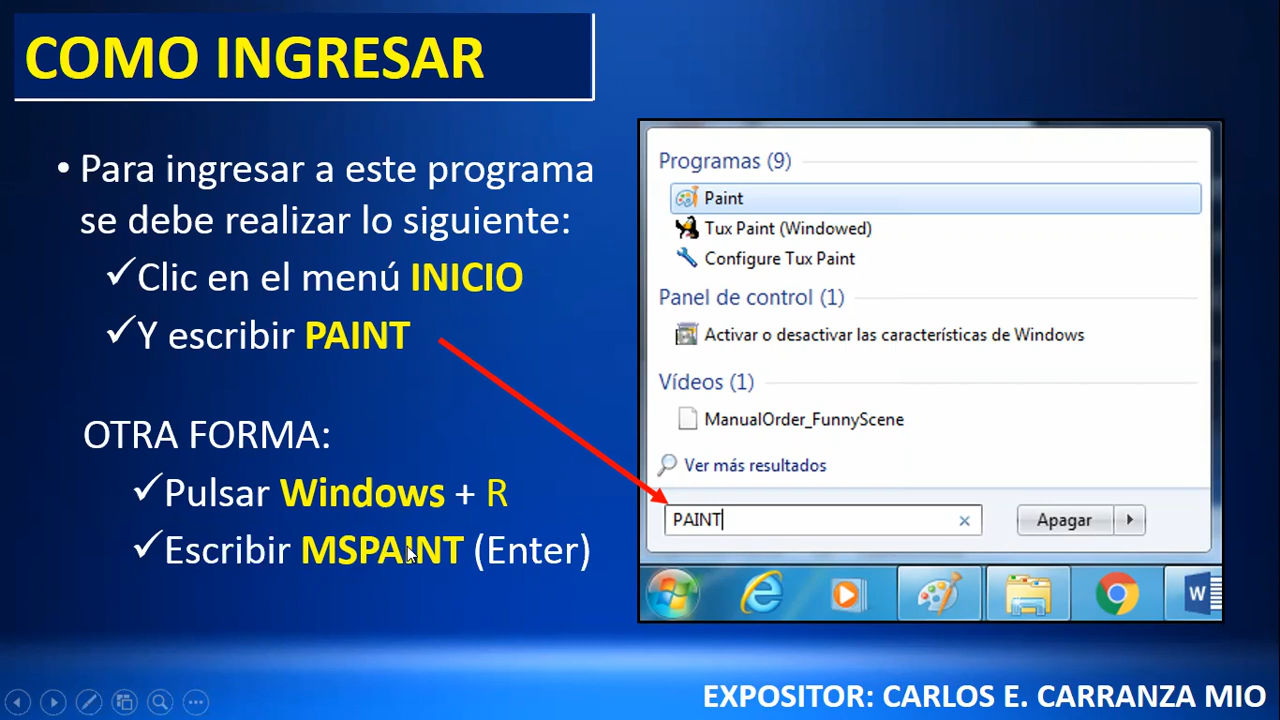 COMO INGRESAR
• Para ingresar a este programa
se debe realizar lo siguiente:
✓Clic en el menú INICIO
✓Y escribir PAINT
OTRA FORMA:
✓Pulsar Windows + R
✓Escribir MSPAINT (Enter)
Programas (9)
Paint
Tux Paint (Windowed)
Configure Tux Paint
Panel de control (1)
Activar o desactivar las características de Windows
Vídeos (1)
ManualOrder_FunnyScene
Ver más resultados
PAINT
Apagar
W
EXPOSITOR: CARLOS E. CARRANZA MIO